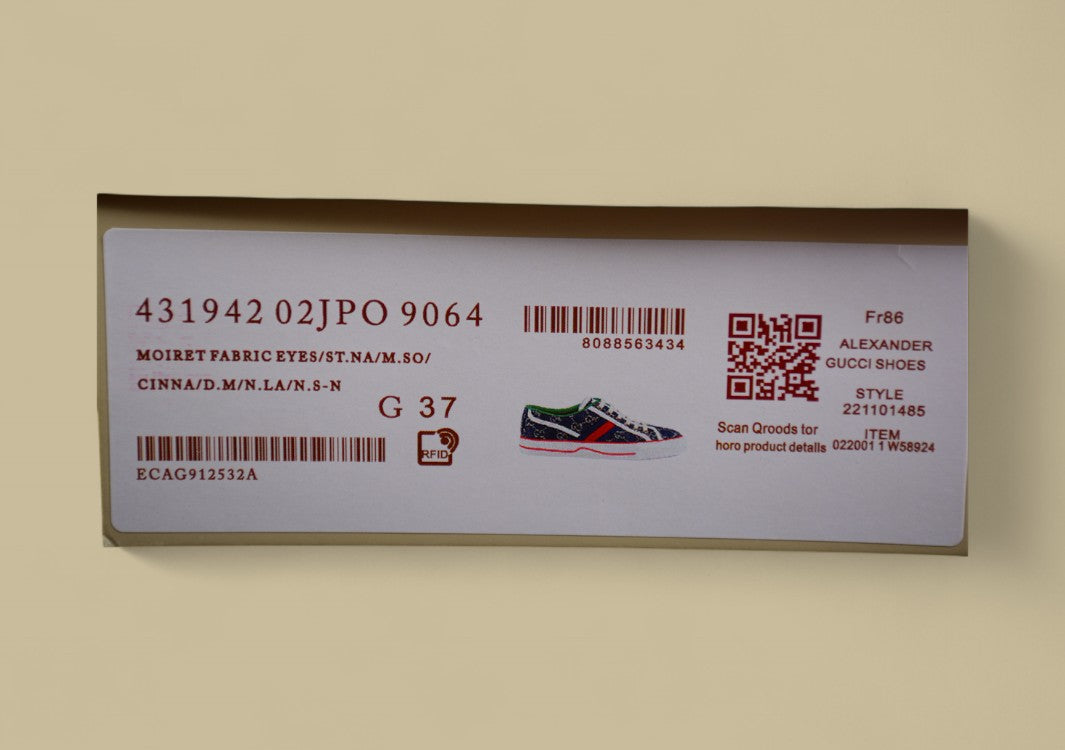 431942 02JPO 9064
MOIRET FABRIC EYES/ST.NA/M.SO/
CINNA/D.M/N.LA/N.S-N
G 37
RFID
ECAG912532A
8088563434
Scan Qroods tor
horo product details
Fr86
ALEXANDER
GUCCI SHOES
STYLE
221101485
ITEM
022001 1 W58924